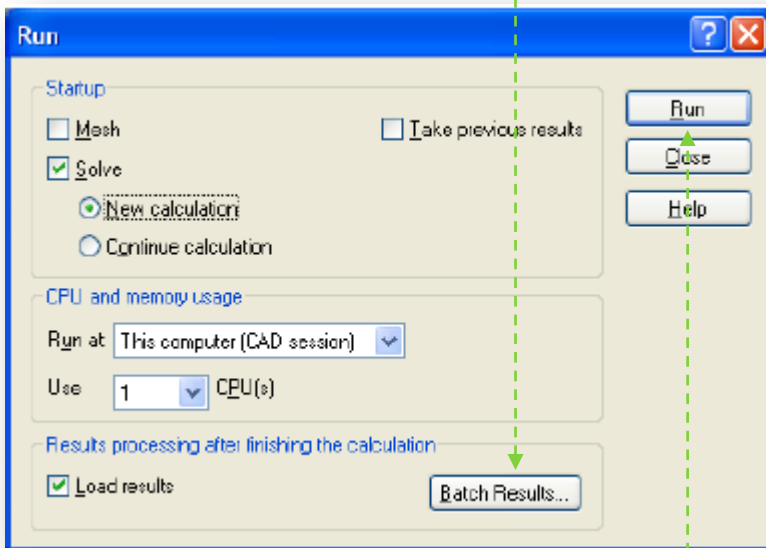 Run
Startup
Mesh
Take previous results
Solve
New calculation
Continue calculation
CPU and memory usage
Run at This computer (CAD session)
Use 1 CPU(s)
Results processing after finishing the calculation
Load results
Batch Results...
Run
Close
Help